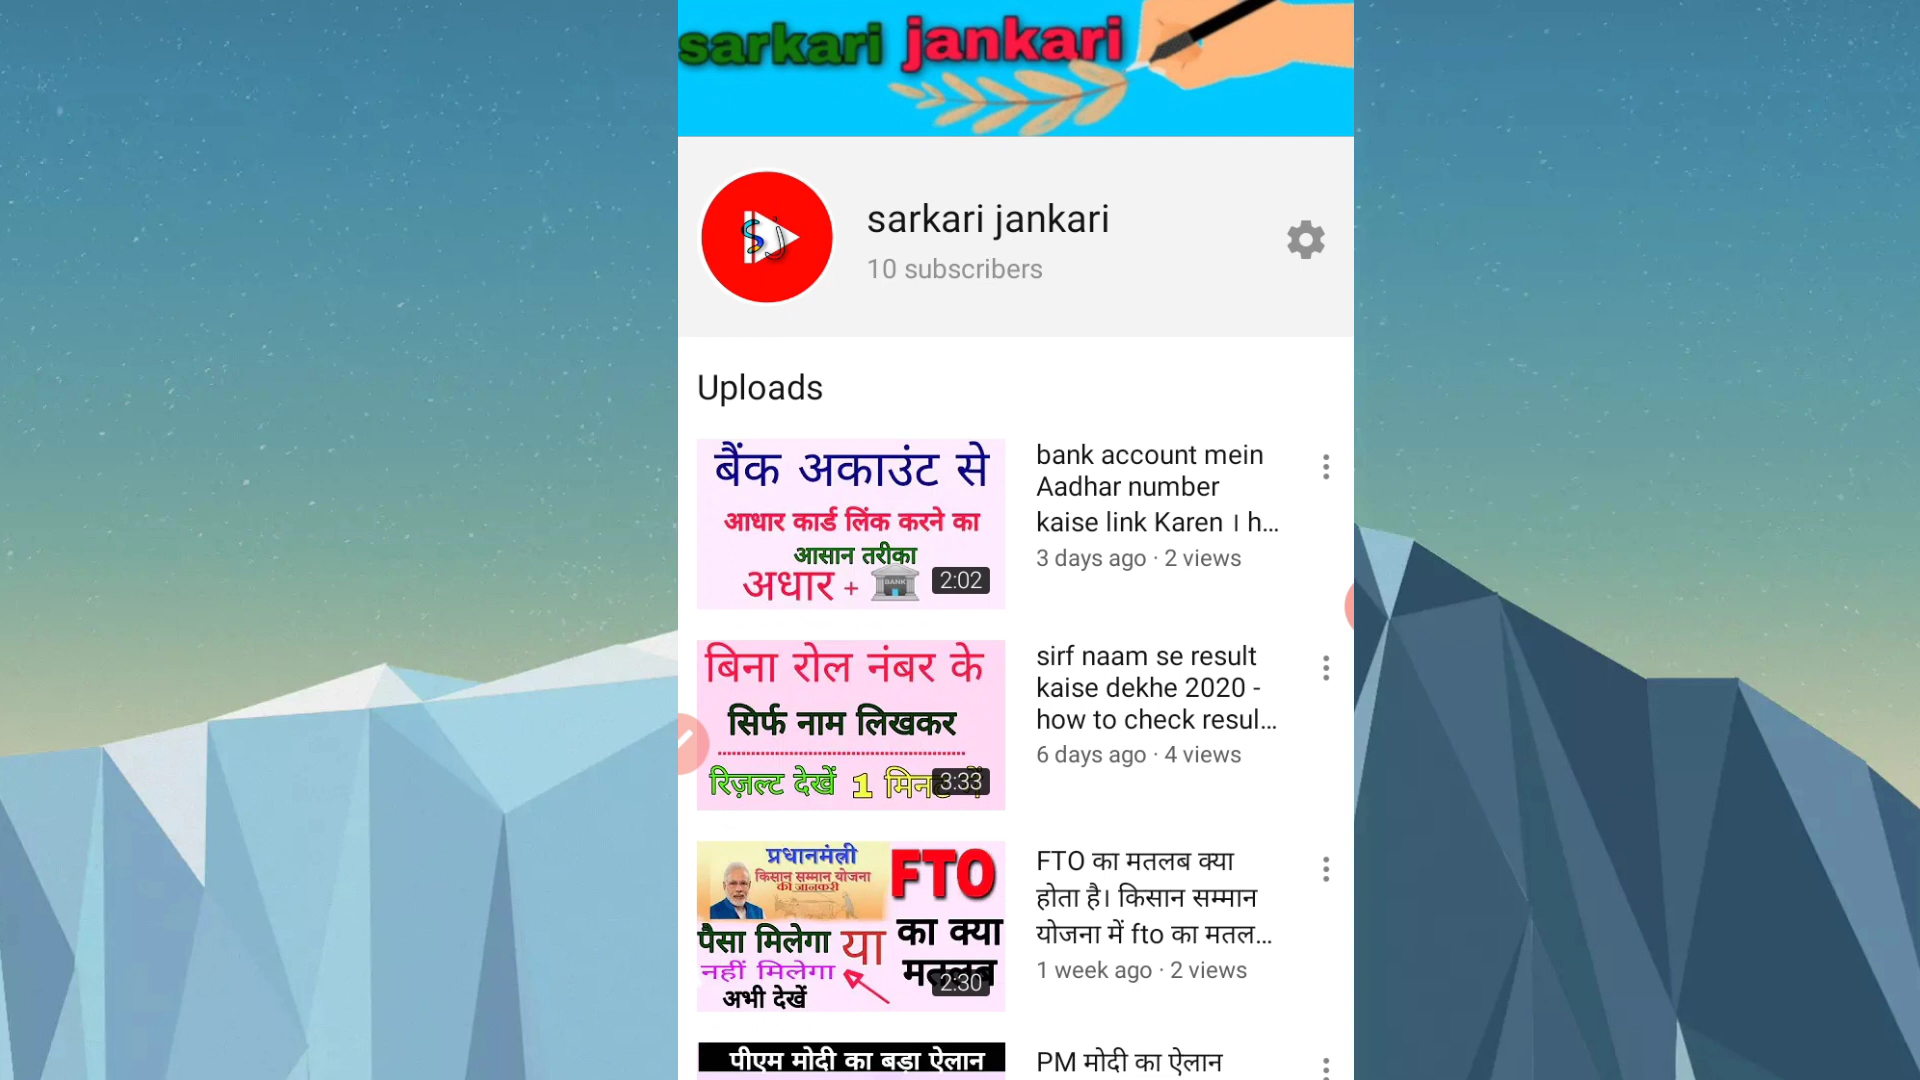 sarkari jankari
sarkari jankari
10 subscribers
Uploads
बैंक अकाउंट से
आधार कार्ड लिंक करने का
आसान तरीका
अधार + BANK
2:02
bank account mein
Aadhar number
kaise link Karen । h...
3 days ago · 2 views
बिना रोल नंबर के
सिर्फ नाम लिखकर
रिज़ल्ट देखें 1 मिनट में
3:33
sirf naam se result
kaise dekhe 2020 -
how to check resul...
6 days ago · 4 views
प्रधानमंत्री
किसान सम्मान योजना
की जानकरी
FTO
का क्या
मतलब
पैसा मिलेगा या
नहीं मिलेगा
अभी देखें
2:30
FTO का मतलब क्या
होता है। किसान सम्मान
योजना में fto का मतल...
1 week ago · 2 views
पीएम मोदी का बड़ा ऐलान
PM मोदी का ऐलान